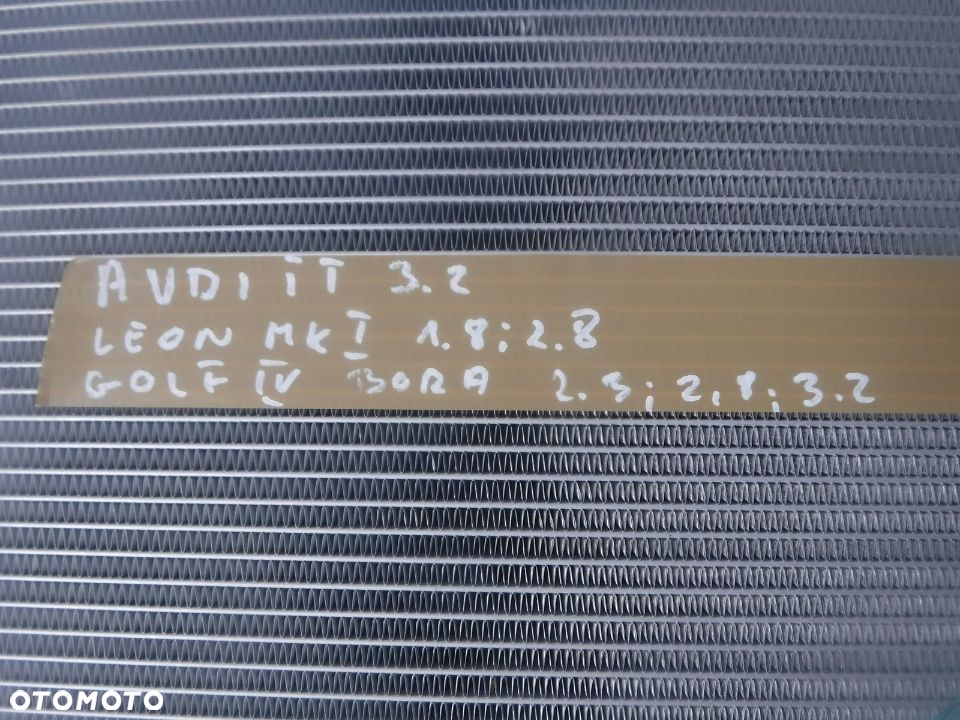 AUDI TT 3.2
LEON MK I 1.8; 2.8
GOLF IV BORA 2.3; 2,8; 3.2
OTOMOTO